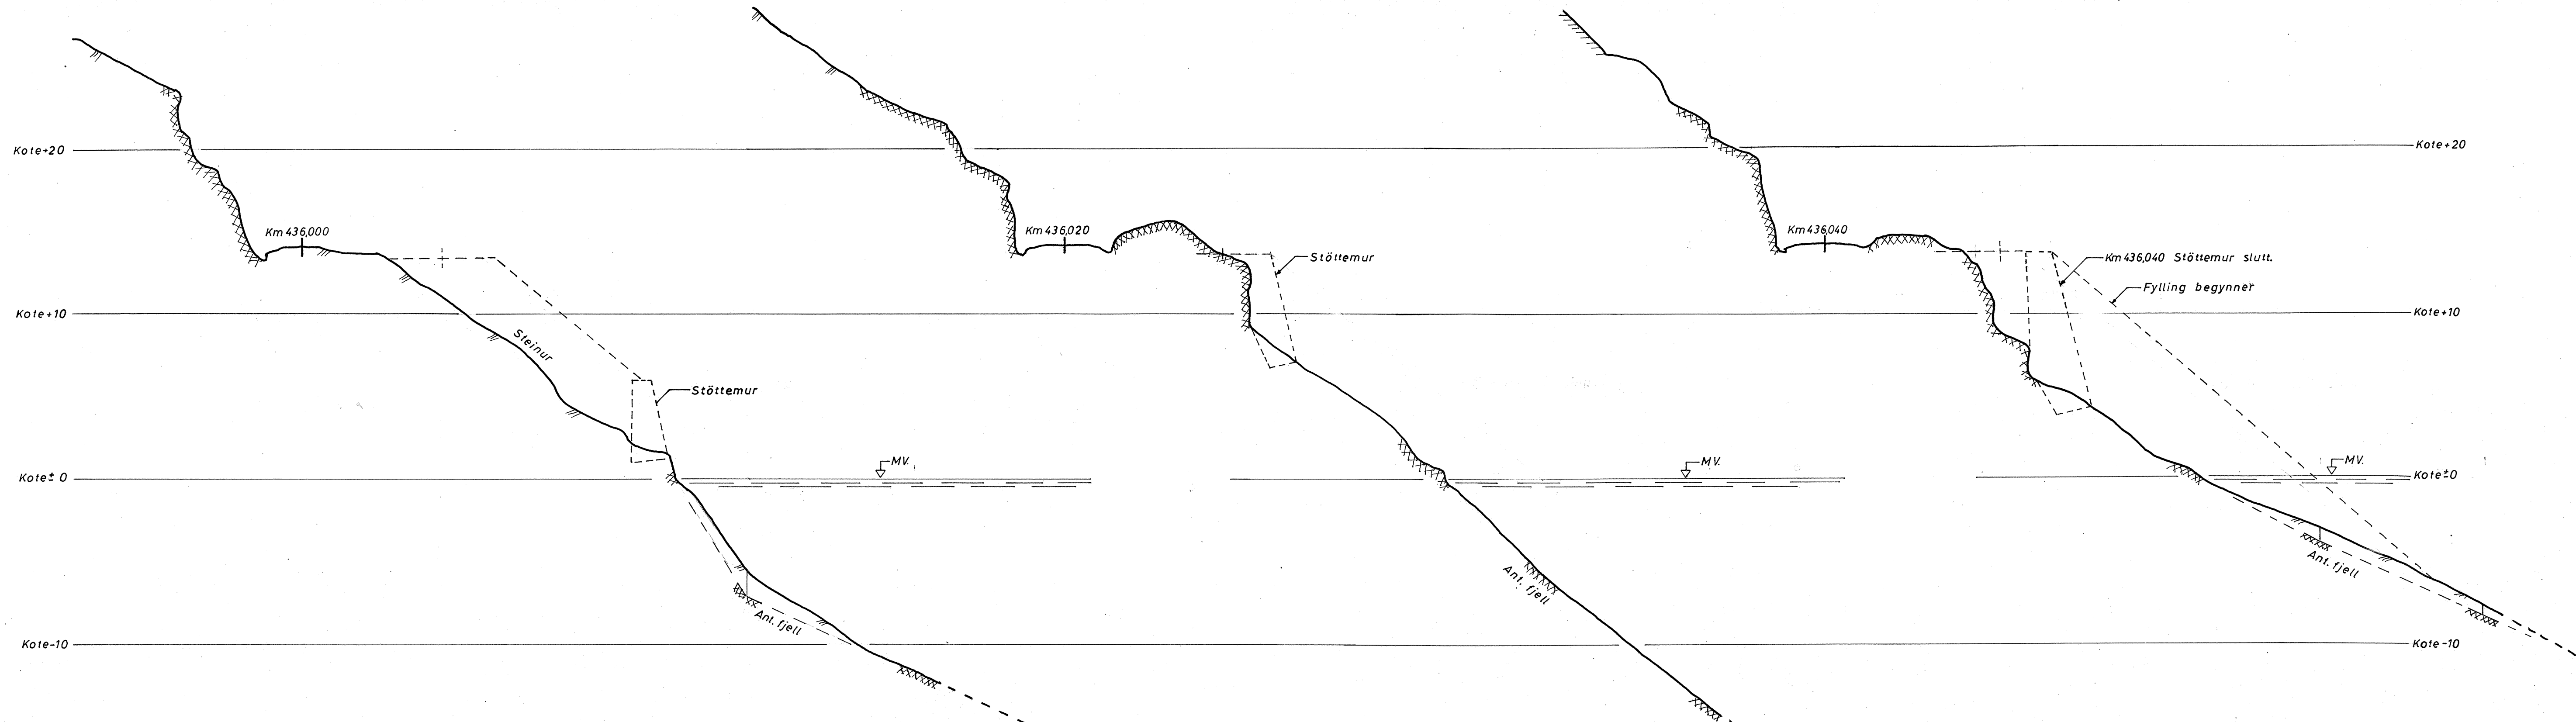 Kote+20
Kote+20
Km 436,000
Km 436,020
Km 436,040
Stöttemur
Km 436,040 Stöttemur slutt.
Fylling begynner
Kote+10
Kote+10
Steinur
Stöttemur
MV.
MV.
MV.
Kote±0
Kote±0
Ant. fjell
Ant. fjell
Ant. fjell
Kote-10
Kote-10